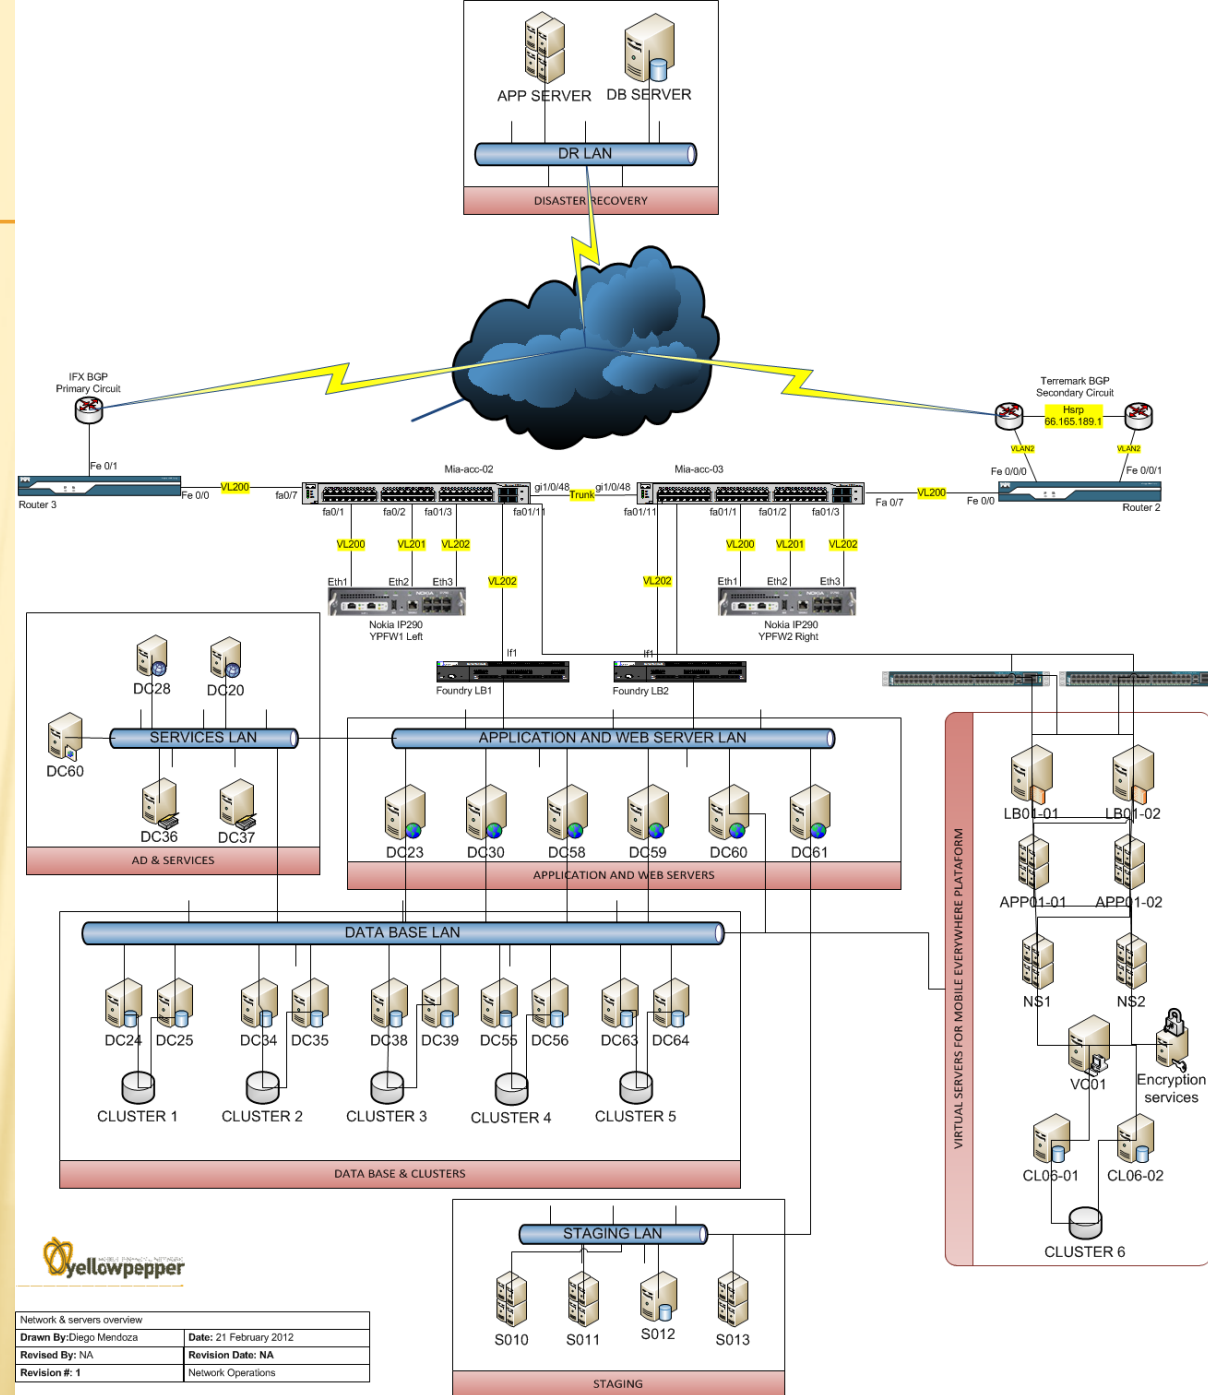 APP SERVER
DB SERVER
DR LAN
DISASTER RECOVERY
IFX BGP
Primary Circuit
Terremark BGP
Secondary Circuit
Hsrp
66.165.189.1
VLAN2
VLAN2
Fe 0/1
Fe 0/0/0
Fe 0/0/1
Mia-acc-02
Mia-acc-03
Router 3
Fe 0/0
VL200
fa0/7
gi1/0/48
Trunk
gi1/0/48
Fa 0/7
VL200
Fe 0/0
Router 2
fa0/1
fa0/2
fa01/3
fa01/11
fa01/11
fa01/1
fa01/2
fa01/3
VL200
VL201
VL202
VL200
VL201
VL202
VL202
VL202
Eth1
Eth2
Eth3
Eth1
Eth2
Eth3
NOKIA
NOKIA
Nokia IP290
YPFW1 Left
Nokia IP290
YPFW2 Right
If1
If1
Foundry LB1
Foundry LB2
DC28
DC20
SERVICES LAN
DC60
DC36
DC37
AD & SERVICES
APPLICATION AND WEB SERVER LAN
DC23
DC30
DC58
DC59
DC60
DC61
APPLICATION AND WEB SERVERS
DATA BASE LAN
DC24
DC25
DC34
DC35
DC38
DC39
DC55
DC56
DC63
DC64
CLUSTER 1
CLUSTER 2
CLUSTER 3
CLUSTER 4
CLUSTER 5
DATA BASE & CLUSTERS
VIRTUAL SERVERS FOR MOBILE EVERYWHERE PLATAFORM
LB01-01
LB01-02
APP01-01
APP01-02
NS1
NS2
VC01
Encryption
services
CL06-01
CL06-02
CLUSTER 6
STAGING LAN
S010
S011
S012
S013
STAGING
yellowpepper
Network & servers overview
Drawn By:Diego Mendoza
Date: 21 February 2012
Revised By: NA
Revision Date: NA
Revision #: 1
Network Operations